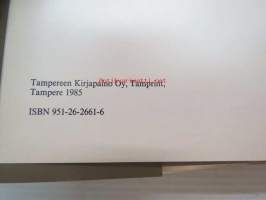 Tampereen Kirjapaino Oy, Tamprint,
Tampere 1985
ISBN 951-26-2661-6